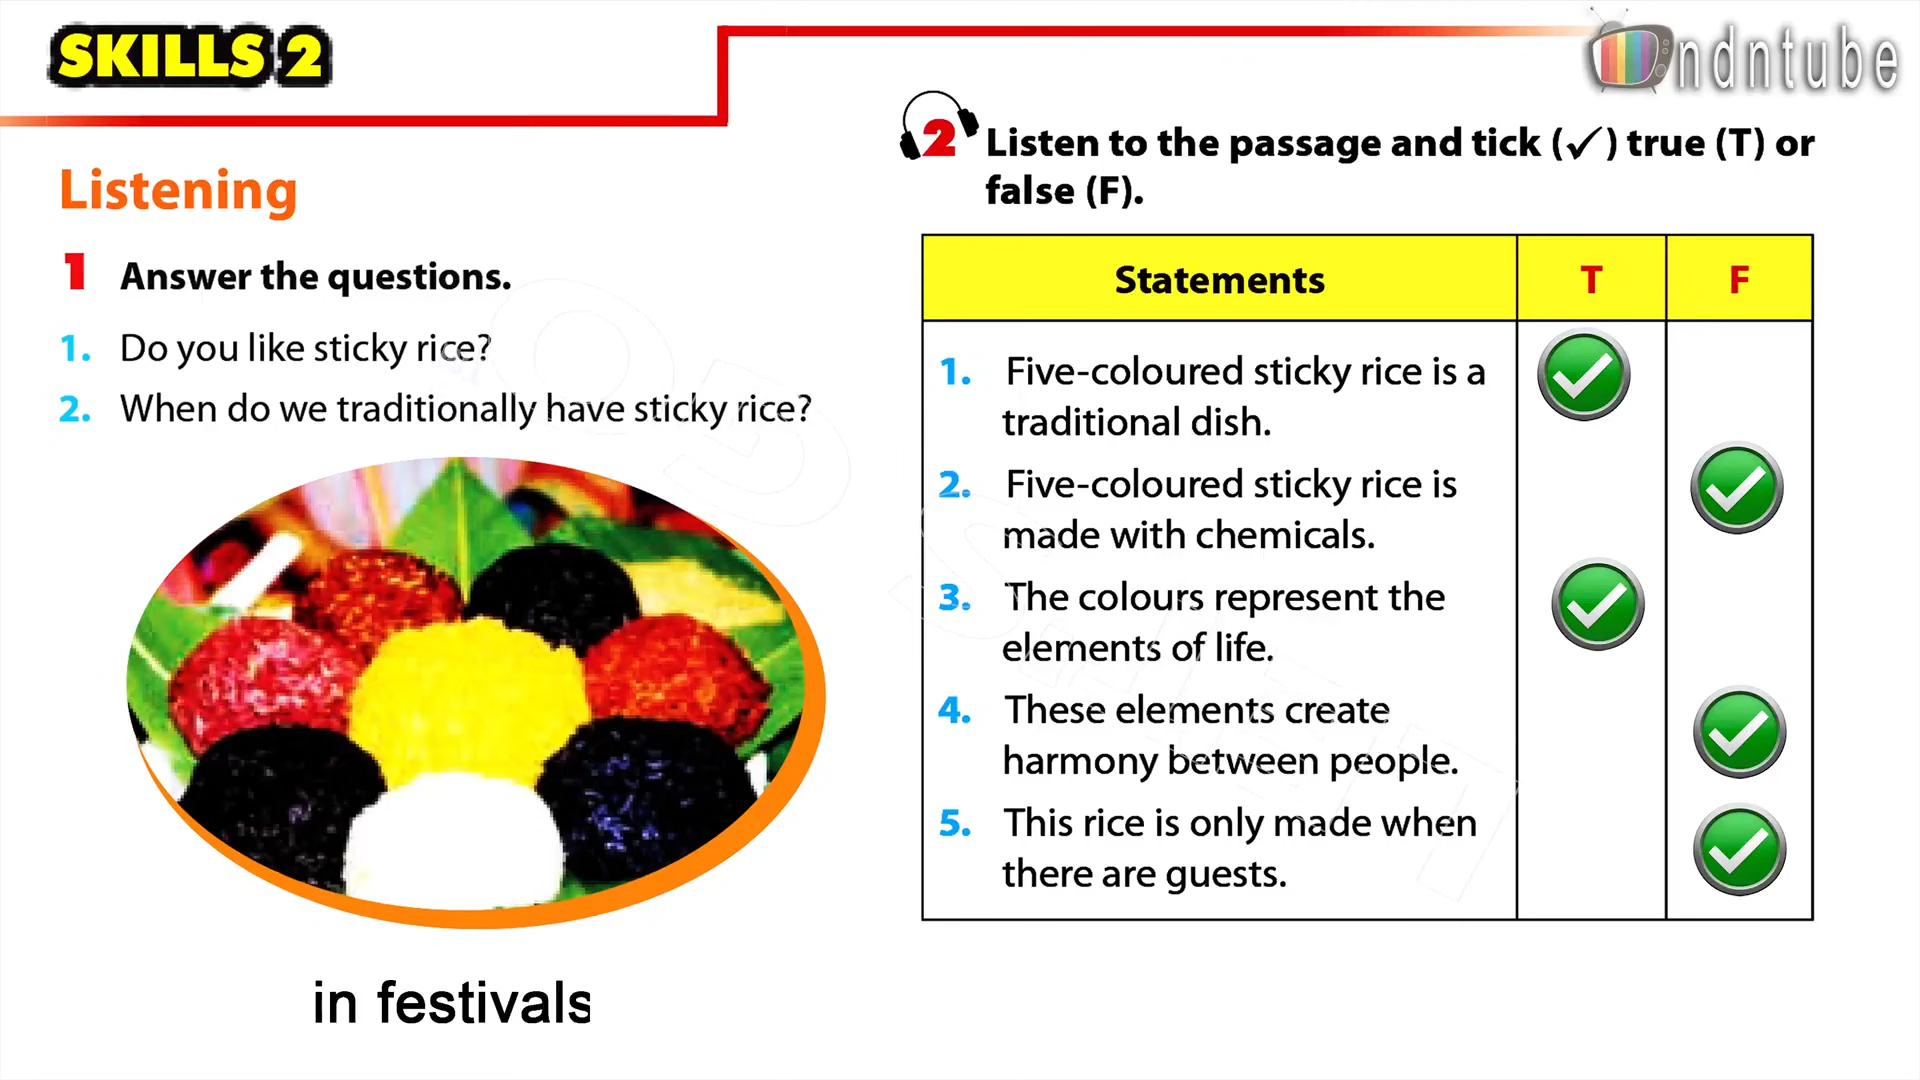 SKILLS 2
ndntube
Listening
1 Answer the questions.
1. Do you like sticky rice?
2. When do we traditionally have sticky rice?
in festivals
2 Listen to the passage and tick (✓) true (T) or
false (F).
Statements T F
1. Five-coloured sticky rice is a
traditional dish.
2. Five-coloured sticky rice is
made with chemicals.
3. The colours represent the
elements of life.
4. These elements create
harmony between people.
5. This rice is only made when
there are guests.